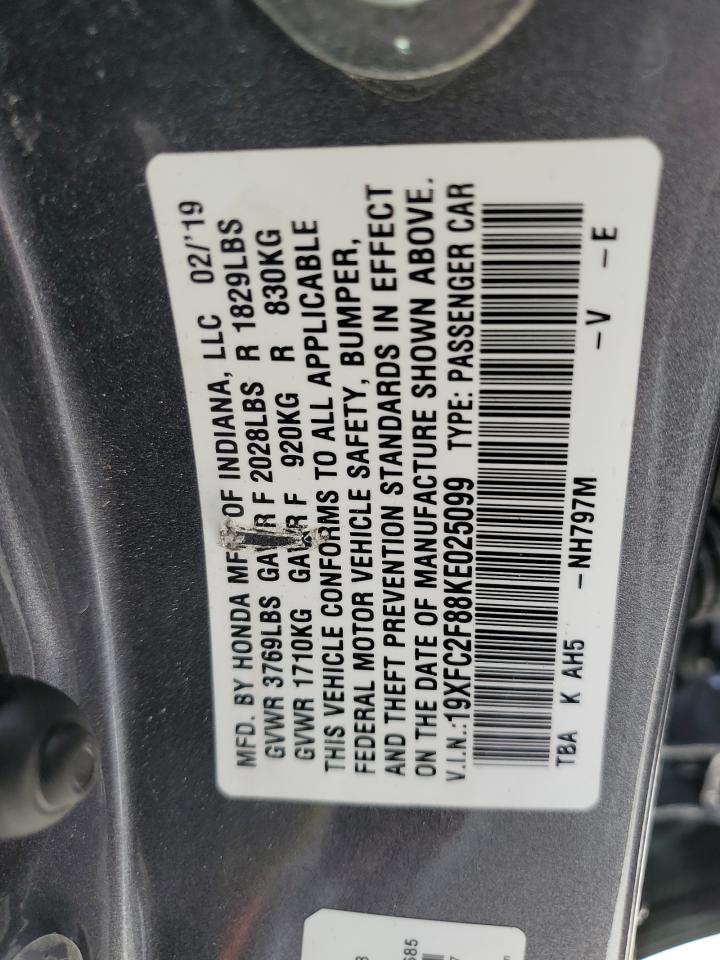 MFD. BY HONDA MFG OF INDIANA, LLC 02/'19
GVWR 3769LBS GAWR F 2028LBS R 1829LBS
GVWR 1710KG GAWR F 920KG R 830KG
THIS VEHICLE CONFORMS TO ALL APPLICABLE
FEDERAL MOTOR VEHICLE SAFETY, BUMPER,
AND THEFT PREVENTION STANDARDS IN EFFECT
ON THE DATE OF MANUFACTURE SHOWN ABOVE.
V.I.N.:19XFC2F88KE025099 TYPE: PASSENGER CAR
TBA K AH5 -NH797M -V -E